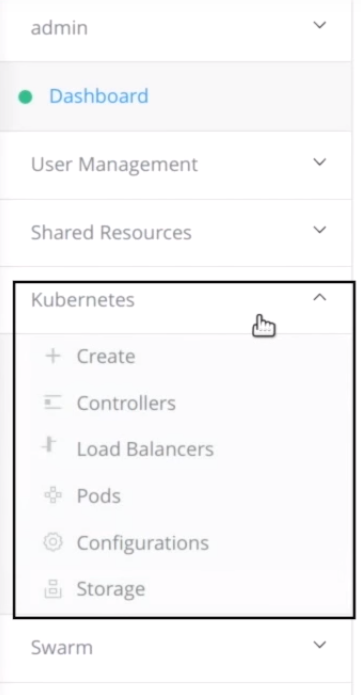 admin
Dashboard
User Management
Shared Resources
Kubernetes
Create
Controllers
Load Balancers
Pods
Configurations
Storage
Swarm